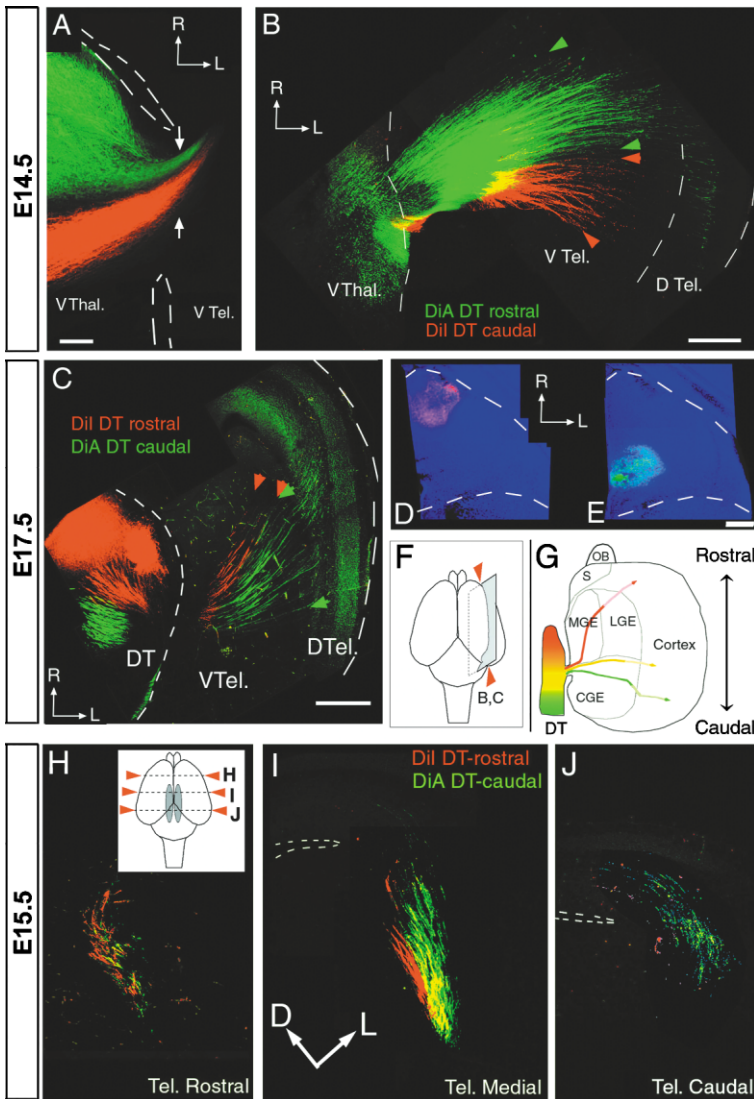 E14.5
A
R
L
V Thal.
V Tel.
B
R
L
V Thal.
V Tel.
D Tel.
DiA DT rostral
DiI DT caudal
E17.5
C
DiI DT rostral
DiA DT caudal
DT
VTel.
DTel.
R
L
R
L
D
E
F
B,C
G
OB
S
MGE
LGE
Cortex
CGE
DT
Rostral
Caudal
E15.5
H
H
I
J
Tel. Rostral
I
DiI DT-rostral
DiA DT-caudal
D
L
Tel. Medial
J
Tel. Caudal